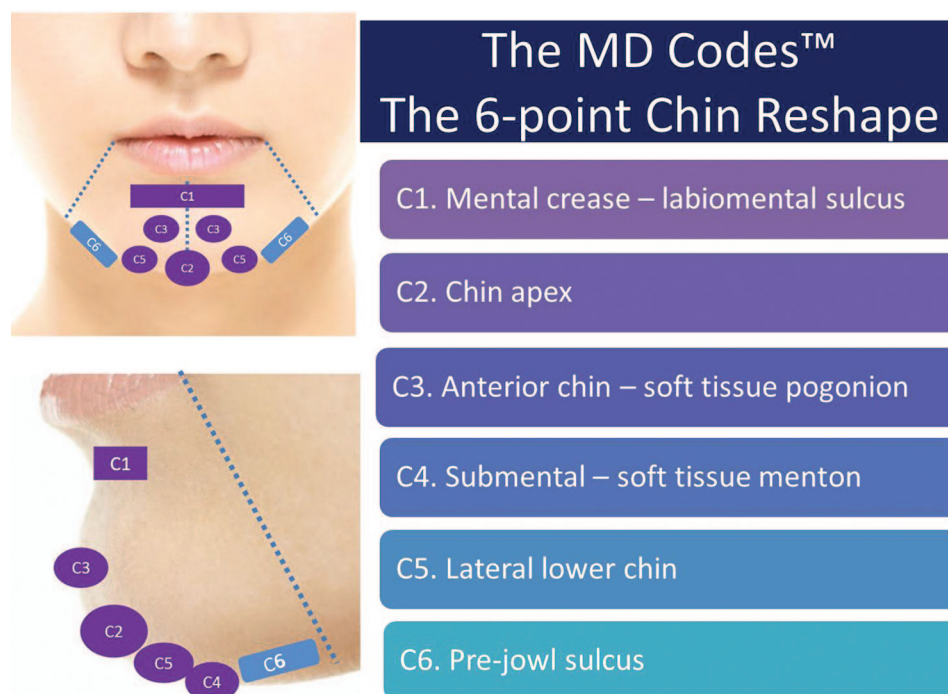 The MD Codes™
The 6-point Chin Reshape
C1
C3
C3
C6
C6
C5
C5
C2
C1. Mental crease – labiomental sulcus
C2. Chin apex
C3. Anterior chin – soft tissue pogonion
C4. Submental – soft tissue menton
C5. Lateral lower chin
C6. Pre-jowl sulcus
C1
C3
C2
C5
C6
C4